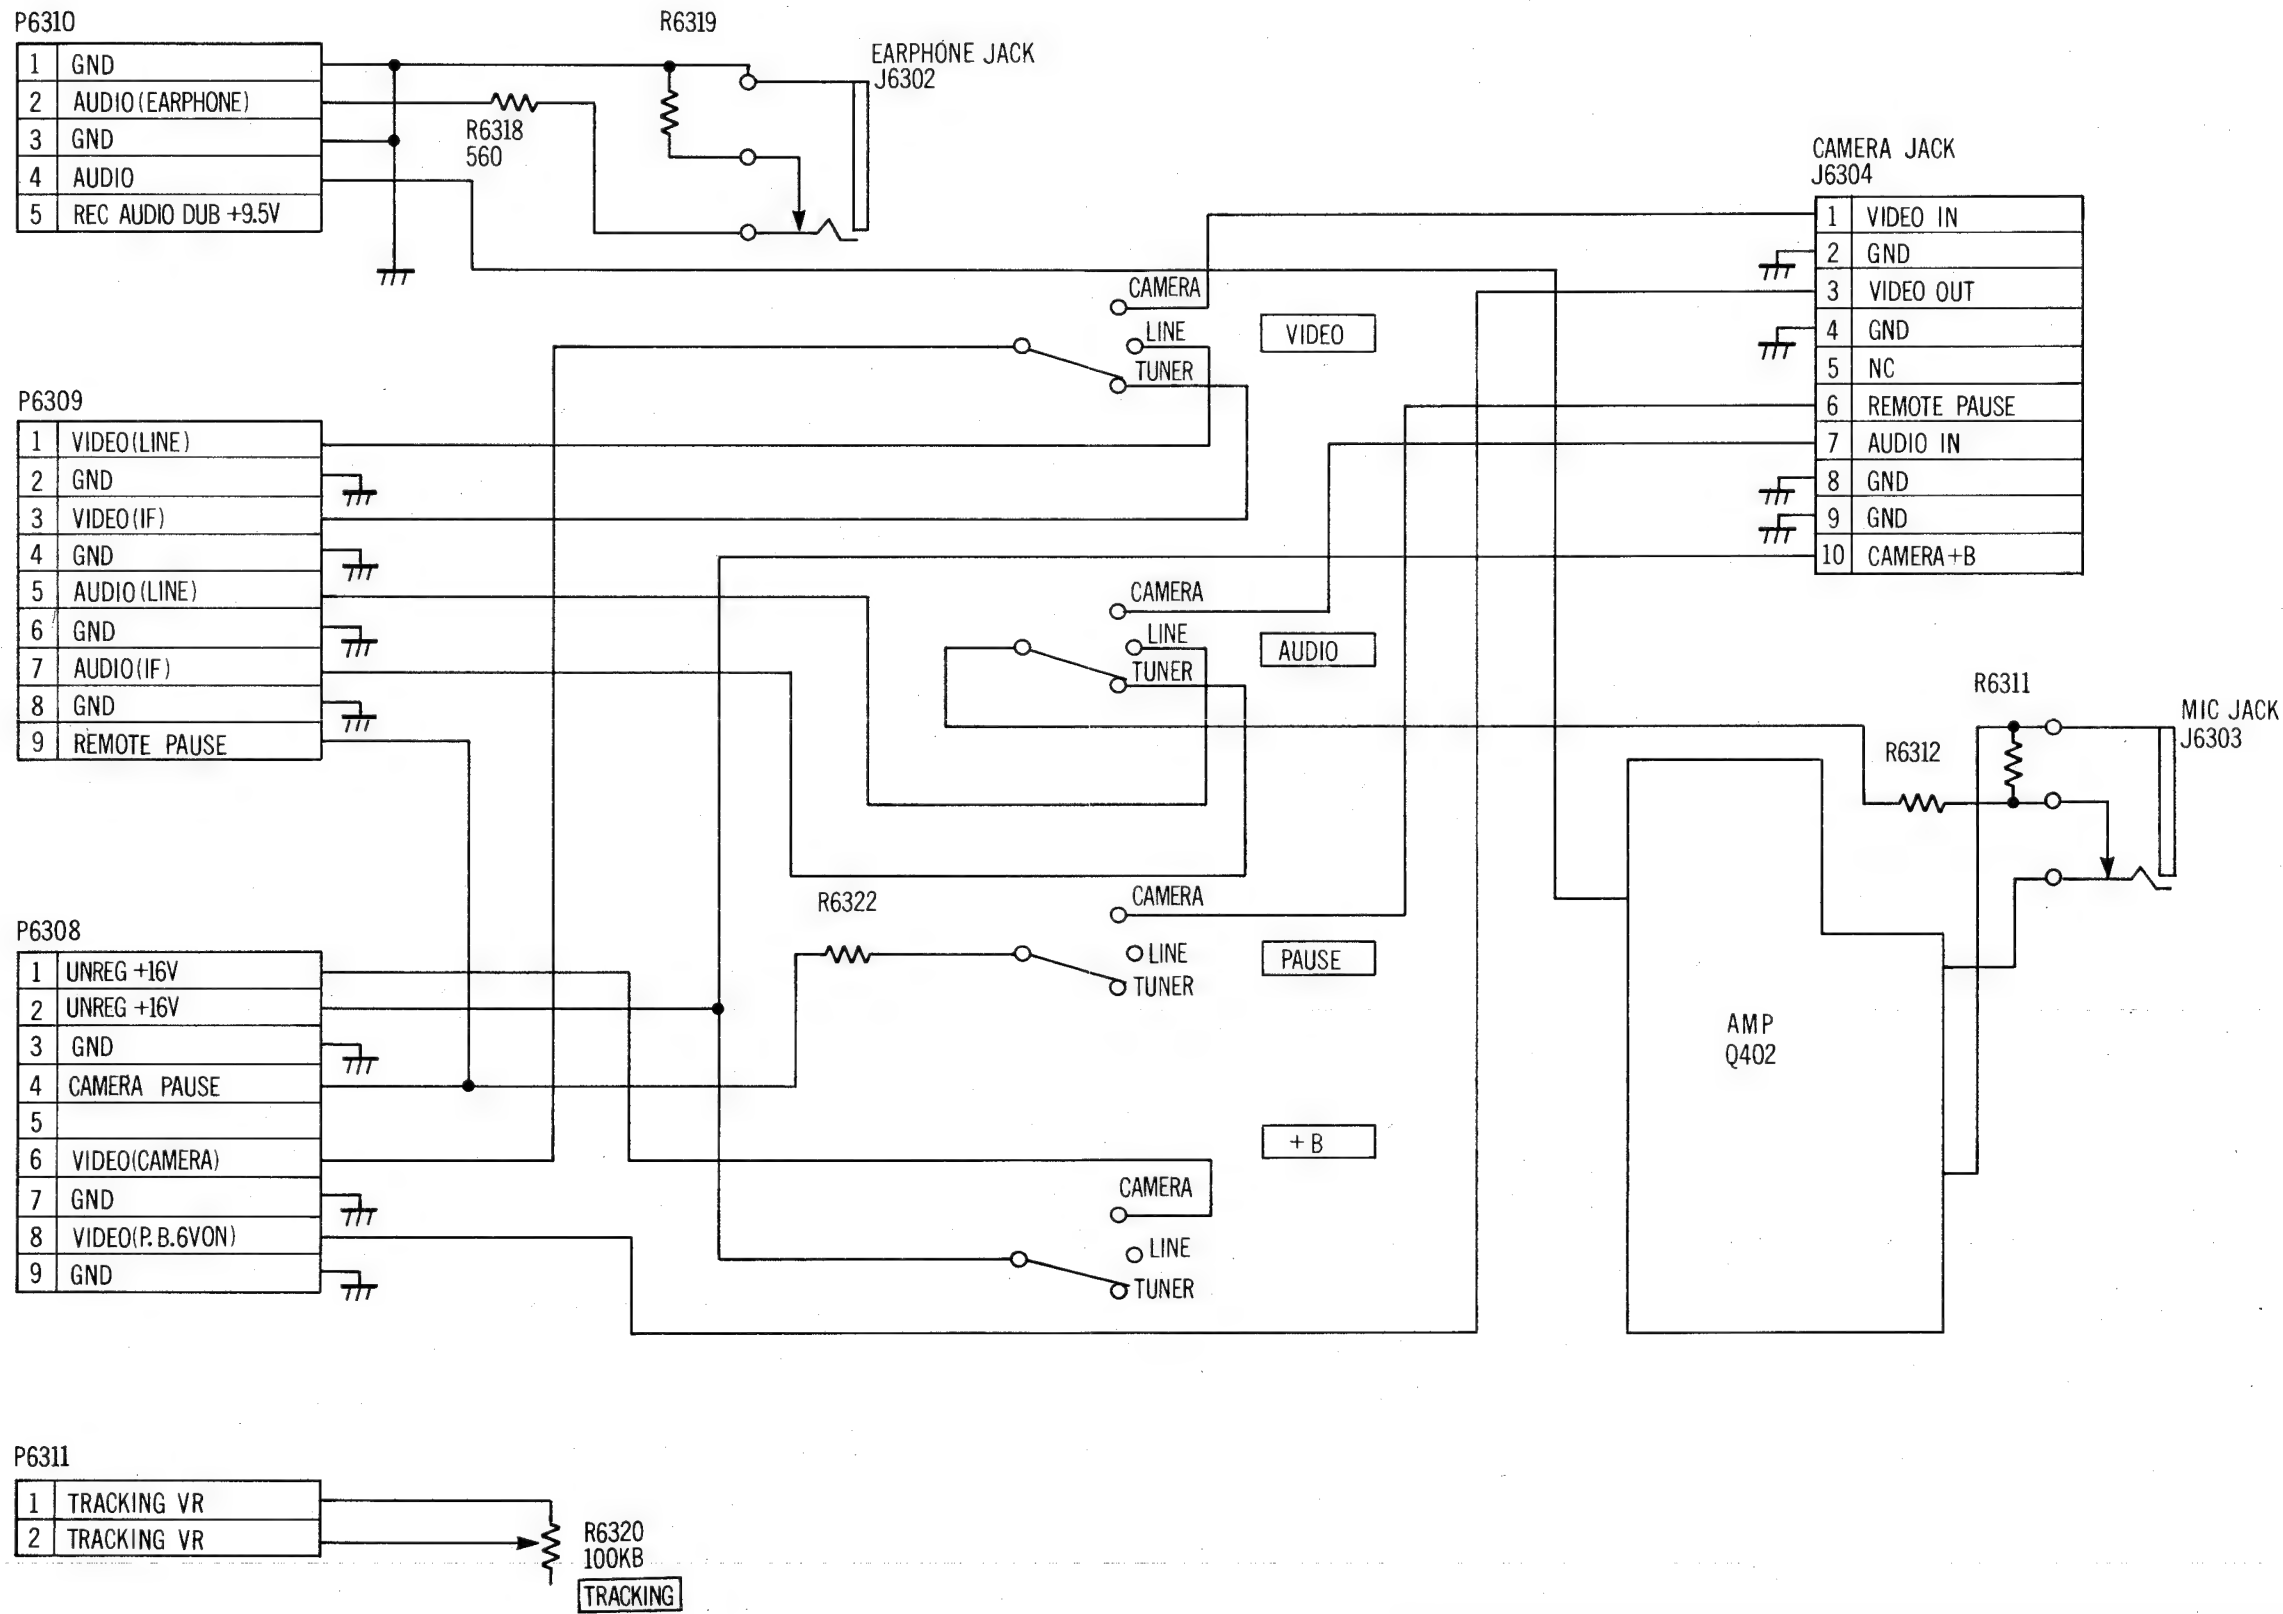 P6310
1 GND
2 AUDIO(EARPHONE)
3 GND
4 AUDIO
5 REC AUDIO DUB +9.5V
R6318
560
R6319
EARPHONE JACK
J6302
CAMERA JACK
J6304
1 VIDEO IN
2 GND
3 VIDEO OUT
4 GND
5 NC
6 REMOTE PAUSE
7 AUDIO IN
8 GND
9 GND
10 CAMERA+B
CAMERA
LINE
TUNER
VIDEO
P6309
1 VIDEO(LINE)
2 GND
3 VIDEO(IF)
4 GND
5 AUDIO(LINE)
6 GND
7 AUDIO(IF)
8 GND
9 REMOTE PAUSE
CAMERA
LINE
TUNER
AUDIO
R6311
MIC JACK
J6303
R6312
P6308
1 UNREG +16V
2 UNREG +16V
3 GND
4 CAMERA PAUSE
5
6 VIDEO(CAMERA)
7 GND
8 VIDEO(P.B.6VON)
9 GND
R6322
CAMERA
LINE
TUNER
PAUSE
+B
CAMERA
LINE
TUNER
AMP
Q402
P6311
1 TRACKING VR
2 TRACKING VR
R6320
100KB
TRACKING